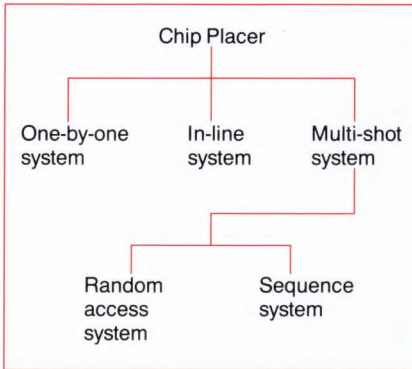 Chip Placer
One-by-one
system
In-line
system
Multi-shot
system
Random
access
system
Sequence
system